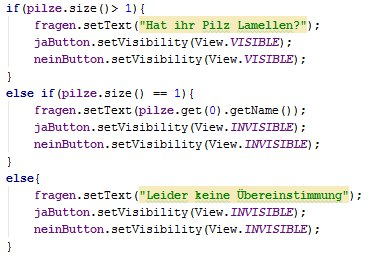 if(pilze.size()> 1){
    fragen.setText("Hat ihr Pilz Lamellen?");
    jaButton.setVisibility(View.VISIBLE);
    neinButton.setVisibility(View.VISIBLE);
}
else if(pilze.size() == 1){
    fragen.setText(pilze.get(0).getName());
    jaButton.setVisibility(View.INVISIBLE);
    neinButton.setVisibility(View.INVISIBLE);
}
else{
    fragen.setText("Leider keine Übereinstimmung");
    jaButton.setVisibility(View.INVISIBLE);
    neinButton.setVisibility(View.INVISIBLE);
}